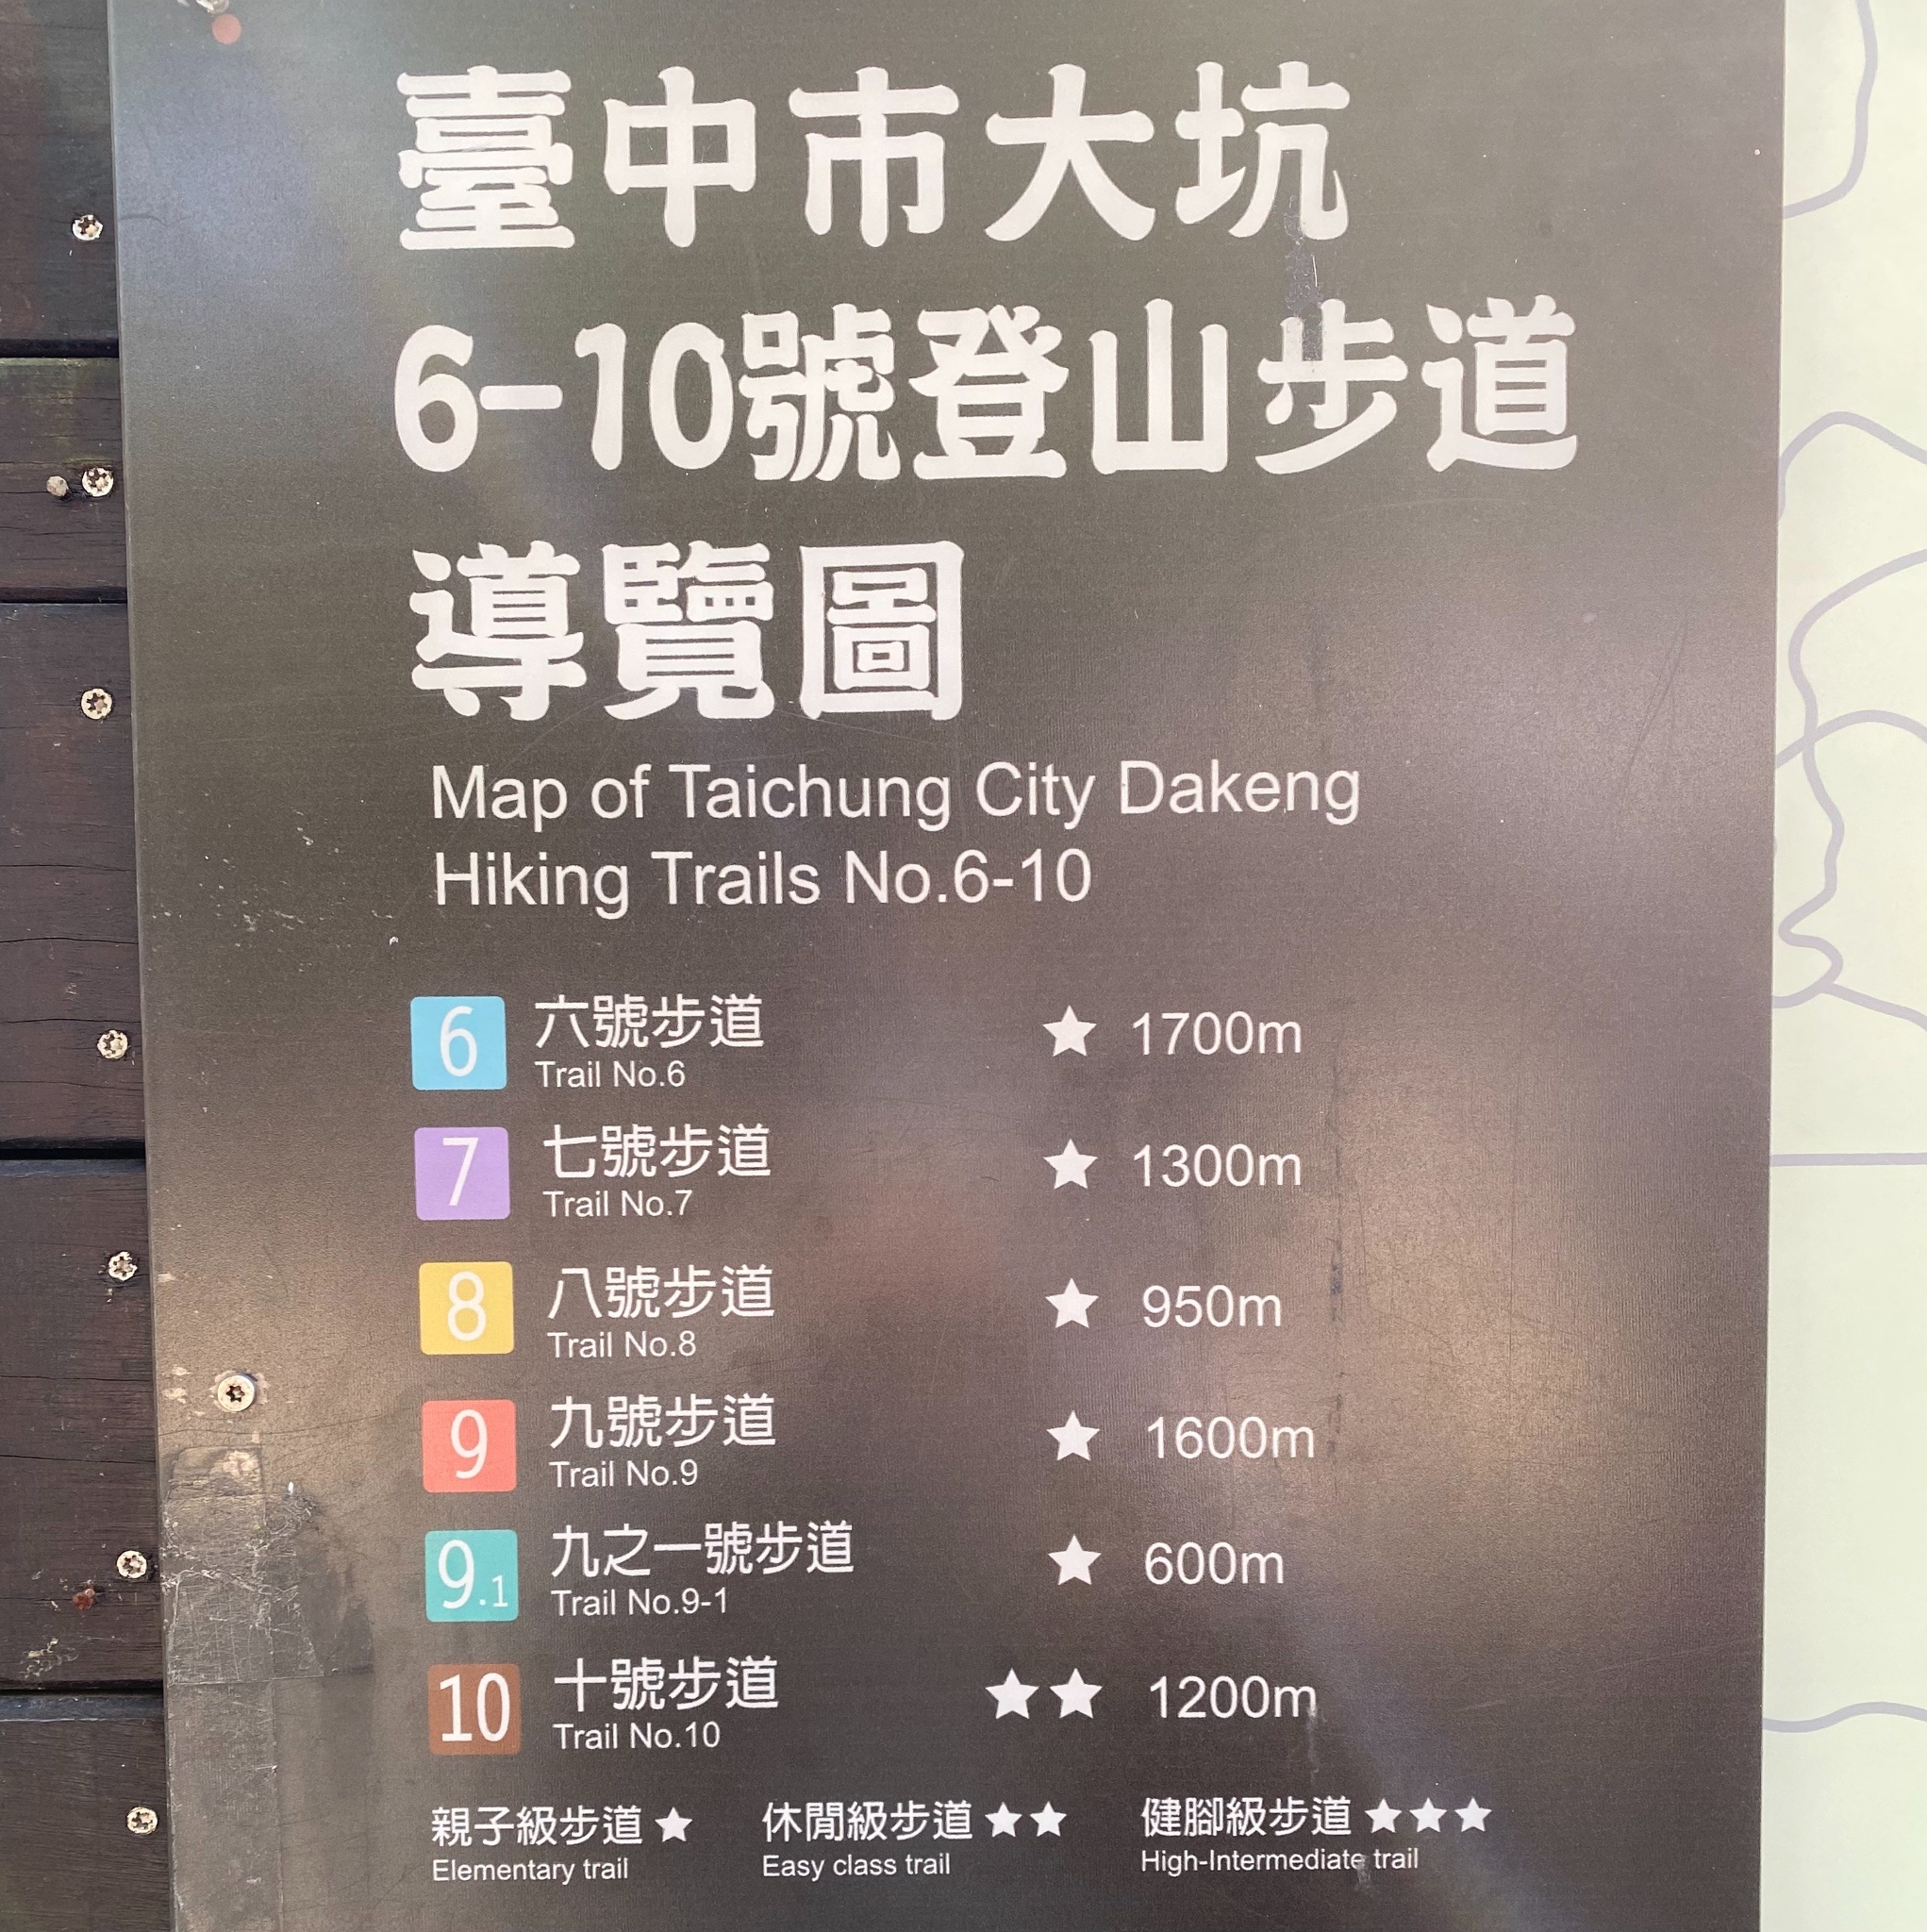 臺中市大坑
6-10號登山步道
導覽圖
Map of Taichung City Dakeng
Hiking Trails No.6-10
6 六號步道 ★ 1700m
Trail No.6
7 七號步道 ★ 1300m
Trail No.7
8 八號步道 ★ 950m
Trail No.8
9 九號步道 ★ 1600m
Trail No.9
9.1 九之一號步道 ★ 600m
Trail No.9-1
10 十號步道 ★★ 1200m
Trail No.10
親子級步道 ★ 休閒級步道 ★★ 健腳級步道 ★★★
Elementary trail Easy class trail High-Intermediate trail